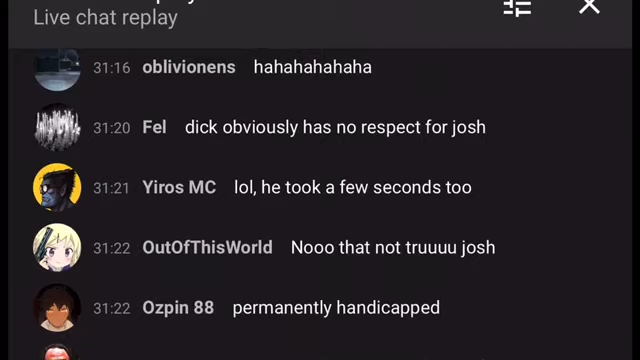 Live chat replay
31:16 oblivionens hahahahahaha
31:20 Fel dick obviously has no respect for josh
31:21 Yiros MC lol, he took a few seconds too
31:22 OutOfThisWorld Nooo that not truuuu josh
31:22 Ozpin 88 permanently handicapped